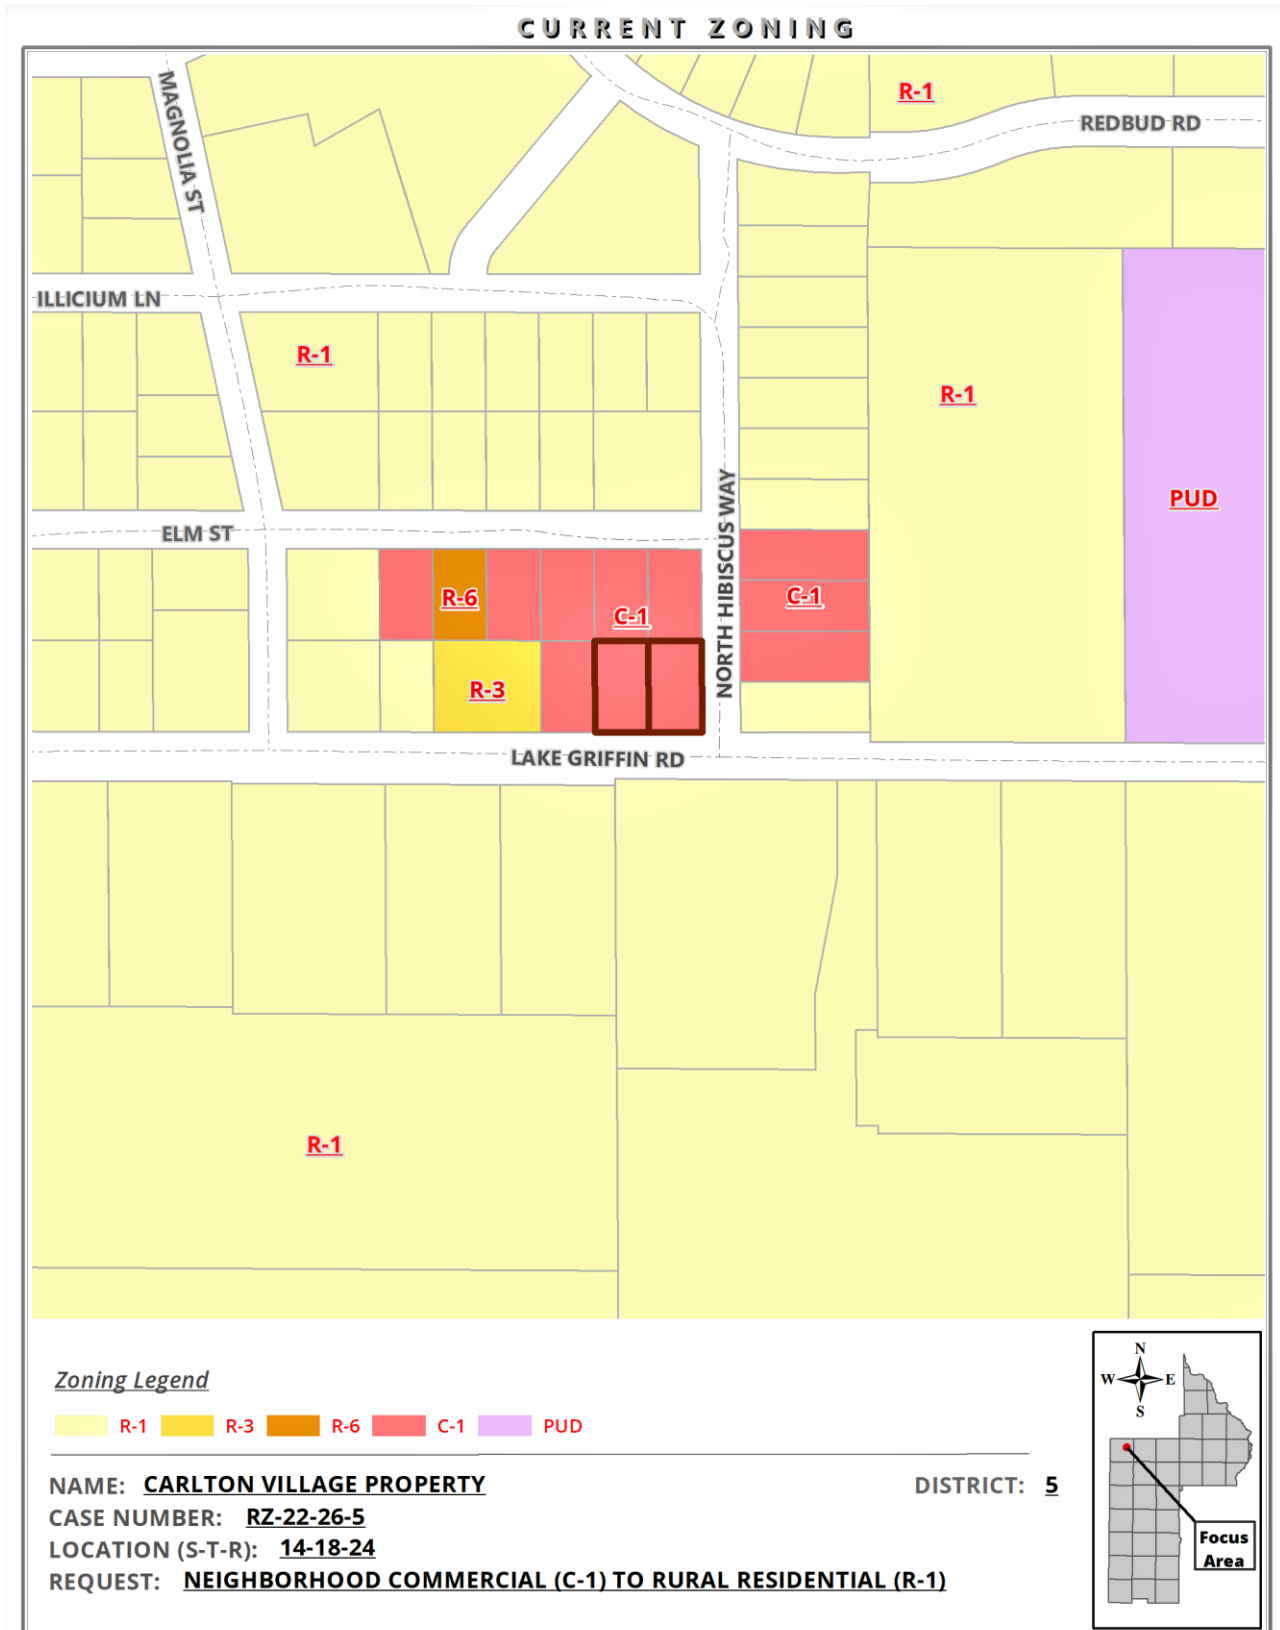 CURRENT ZONING
MAGNOLIA ST
R-1
REDBUD RD
ILLICIUM LN
R-1
R-1
PUD
NORTH HIBISCUS WAY
ELM ST
R-6
C-1
C-1
R-3
LAKE GRIFFIN RD
R-1
Zoning Legend
R-1 R-3 R-6 C-1 PUD
NAME: CARLTON VILLAGE PROPERTY DISTRICT: 5
CASE NUMBER: RZ-22-26-5
LOCATION (S-T-R): 14-18-24
REQUEST: NEIGHBORHOOD COMMERCIAL (C-1) TO RURAL RESIDENTIAL (R-1)
N
W E
S
Focus
Area